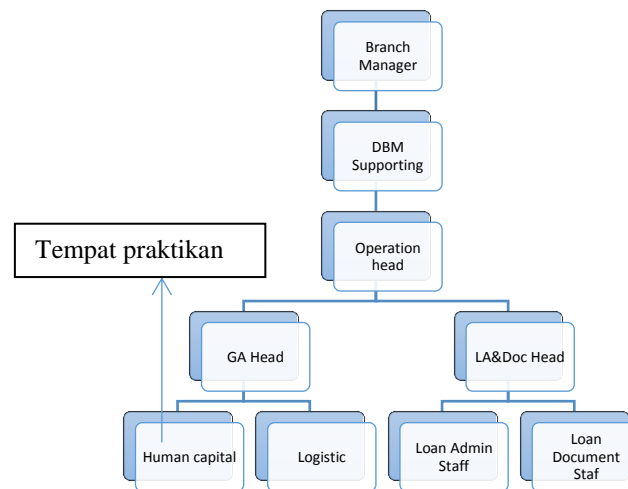 Branch
Manager
DBM
Supporting
Tempat praktikan
Operation
head
GA Head
LA&Doc Head
Human capital
Logistic
Loan Admin
Staff
Loan
Document
Staf